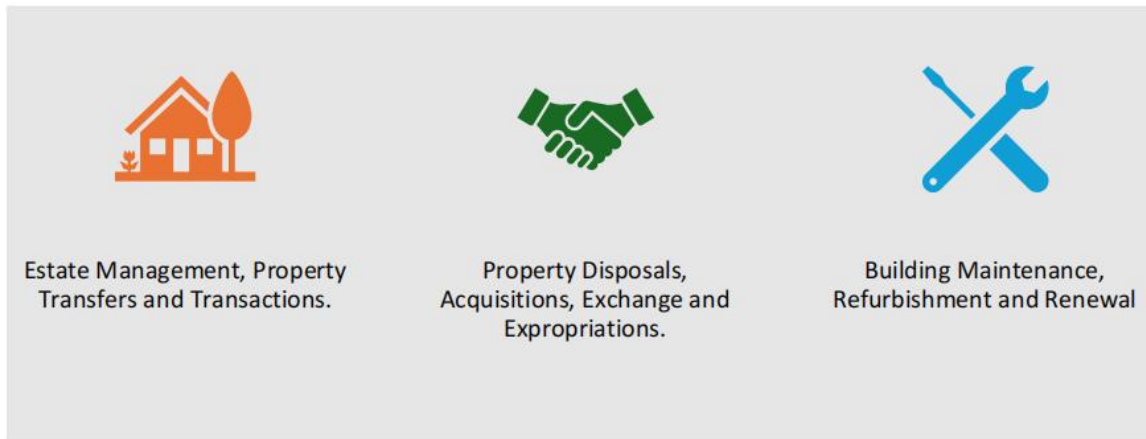 Estate Management, Property
Transfers and Transactions.
Property Disposals,
Acquisitions, Exchange and
Expropriations.
Building Maintenance,
Refurbishment and Renewal